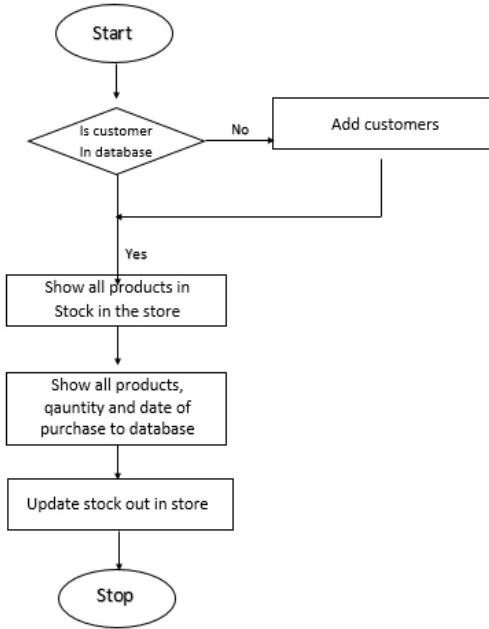 Start
Is customer
In database
No
Add customers
Yes
Show all products in
Stock in the store
Show all products,
qauntity and date of
purchase to database
Update stock out in store
Stop